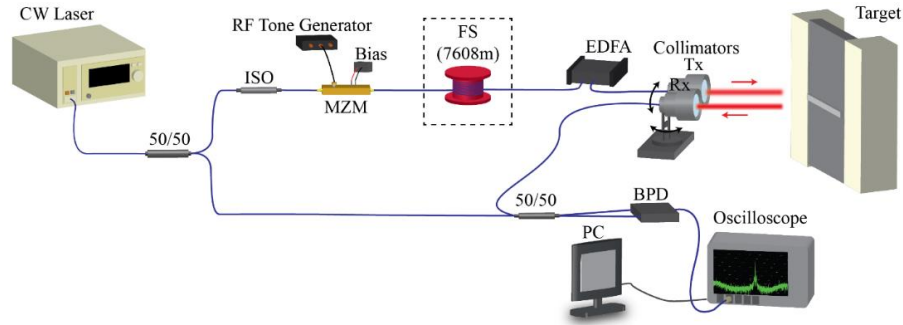 CW Laser
RF Tone Generator
Bias
ISO
MZM
FS
(7608m)
EDFA
Collimators
Tx
Rx
Target
50/50
50/50
BPD
PC
Oscilloscope